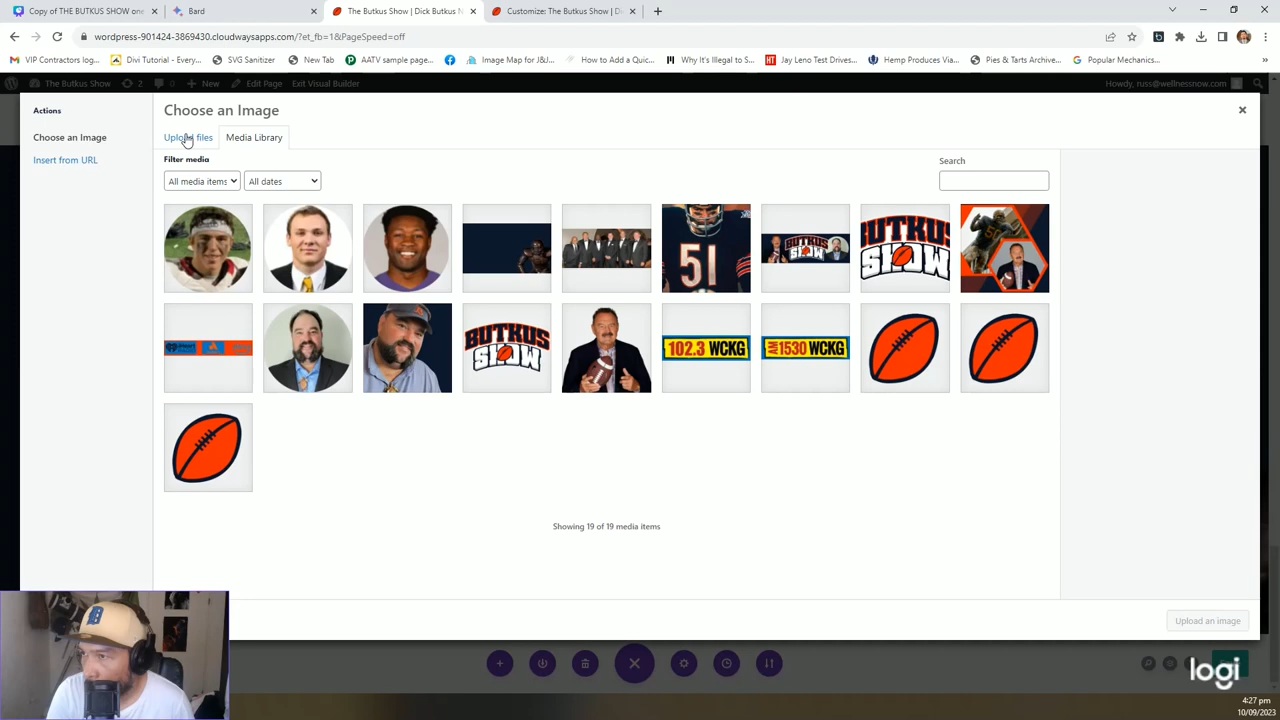 Copy of THE BUTKUS SHOW one
Bard
The Butkus Show | Dick Butkus N
Customize: The Butkus Show | Di
wordpress-901424-3869430.cloudwaysapps.com/?et_fb=1&PageSpeed=off
VIP Contractors log...
Divi Tutorial - Every...
SVG Sanitizer
New Tab
AATV sample pay...
Image Map for J&J...
How to Add a Quic...
Why It's Illegal to S...
Jay Leno Test Drives...
Hemp Produces Via...
Pies & Tarts Archive...
Popular Mechanics...
The Butkus Show
2
New
Edit Page
Exit Visual Builder
Howdy, russ@wellnessnow.com
Actions
Choose an Image
Choose an Image
Upload files
Media Library
Insert from URL
Filter media
Search
All media items
All dates
51
BUTKUS
SHOW
BUTKUS
SHOW
BUTKUS
SHOW
102.3 WCKG
AM 1530 WCKG
Showing 19 of 19 media items
Upload an image
logi
4:27 pm
10/09/2023